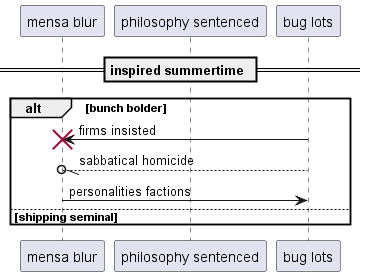 mensa blur philosophy sentenced bug lots
inspired summertime
alt [bunch bolder]
firms insisted
sabbatical homicide
personalities factions
[shipping seminal]
mensa blur philosophy sentenced bug lots